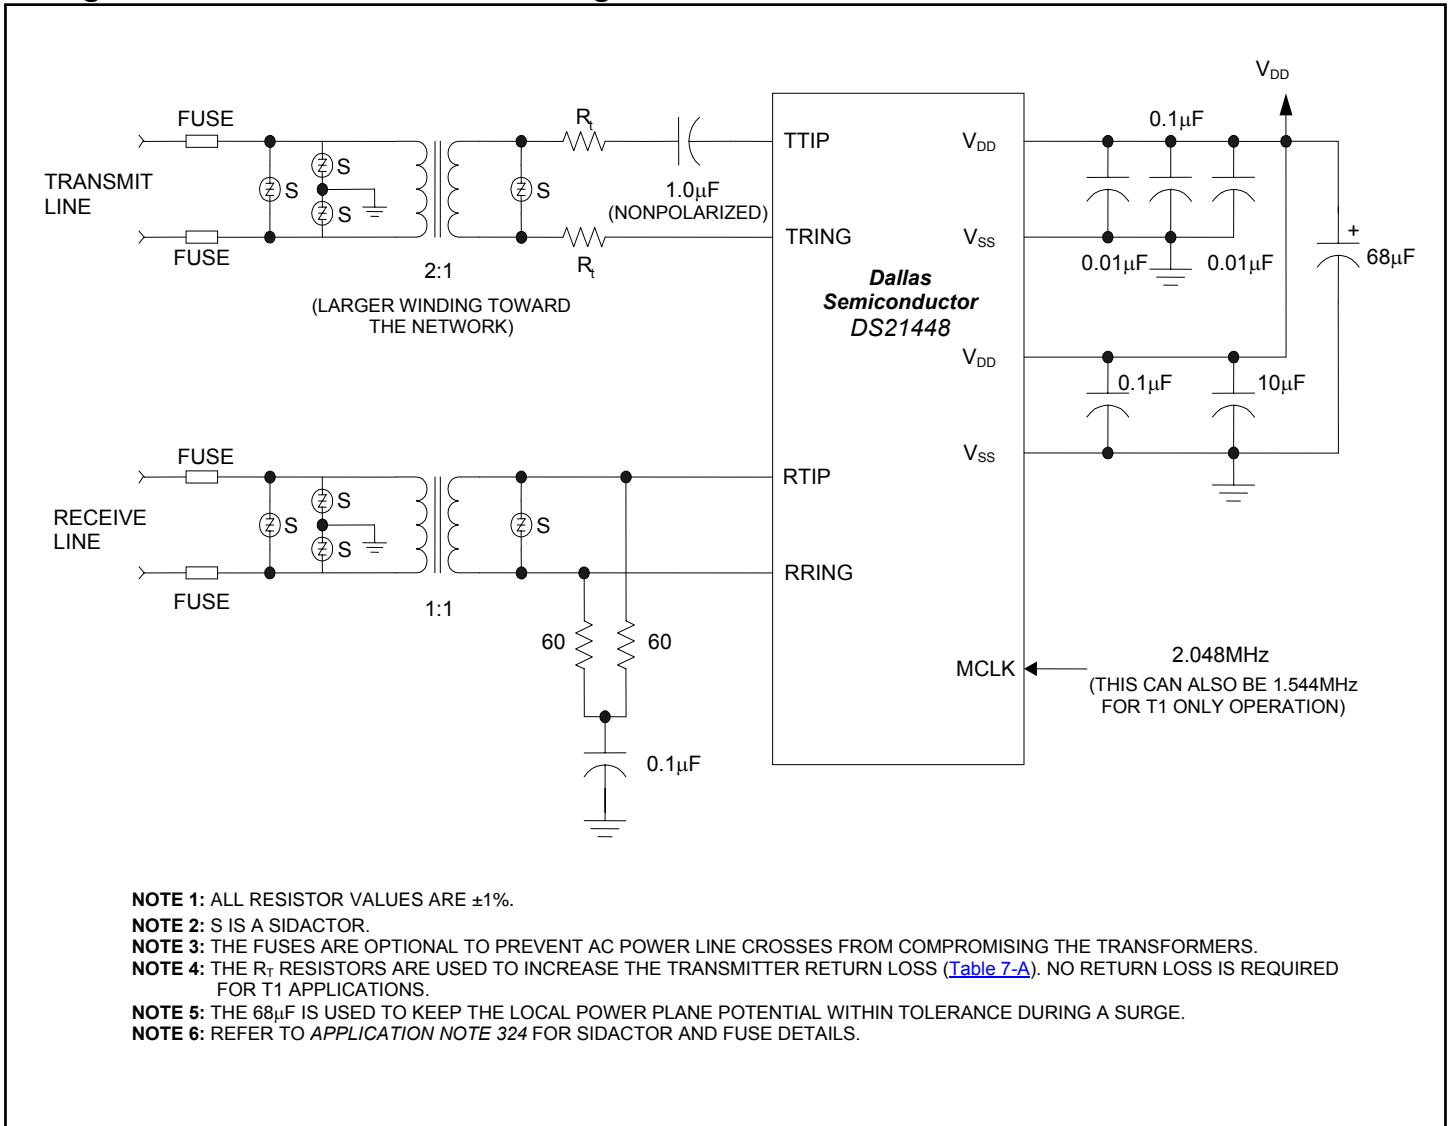 FUSE
TRANSMIT
LINE
FUSE
S
S
S
2:1
(LARGER WINDING TOWARD
THE NETWORK)
S
Rt
Rt
1.0µF
(NONPOLARIZED)
TTIP
TRING
Dallas
Semiconductor
DS21448
VDD
VSS
VDD
VSS
VDD
0.1µF
0.01µF
0.01µF
+
68µF
0.1µF
10µF
FUSE
RECEIVE
LINE
FUSE
S
S
S
1:1
S
RTIP
RRING
60
60
0.1µF
MCLK
2.048MHz
(THIS CAN ALSO BE 1.544MHz
FOR T1 ONLY OPERATION)
NOTE 1: ALL RESISTOR VALUES ARE ±1%.
NOTE 2: S IS A SIDACTOR.
NOTE 3: THE FUSES ARE OPTIONAL TO PREVENT AC POWER LINE CROSSES FROM COMPROMISING THE TRANSFORMERS.
NOTE 4: THE RT RESISTORS ARE USED TO INCREASE THE TRANSMITTER RETURN LOSS (Table 7-A). NO RETURN LOSS IS REQUIRED
FOR T1 APPLICATIONS.
NOTE 5: THE 68µF IS USED TO KEEP THE LOCAL POWER PLANE POTENTIAL WITHIN TOLERANCE DURING A SURGE.
NOTE 6: REFER TO APPLICATION NOTE 324 FOR SIDACTOR AND FUSE DETAILS.